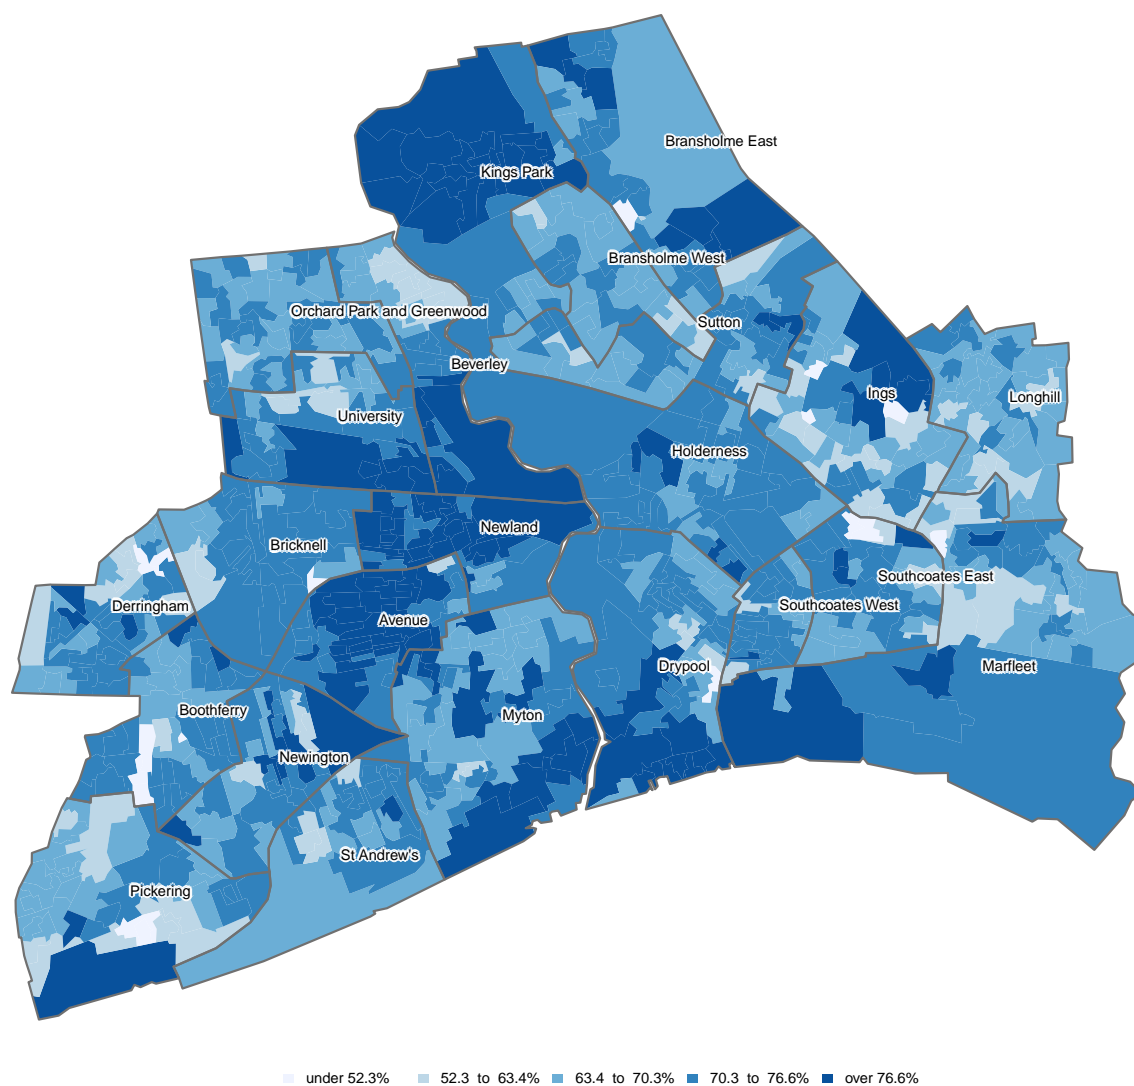 Bransholme East
Kings Park
Bransholme West
Orchard Park and Greenwood
Sutton
Beverley
Ings
Longhill
University
Holderness
Newland
Bricknell
Southcoates East
Derringham
Southcoates West
Avenue
Drypool
Marfleet
Boothferry
Myton
Newington
St Andrew's
Pickering
under 52.3% 52.3 to 63.4% 63.4 to 70.3% 70.3 to 76.6% over 76.6%